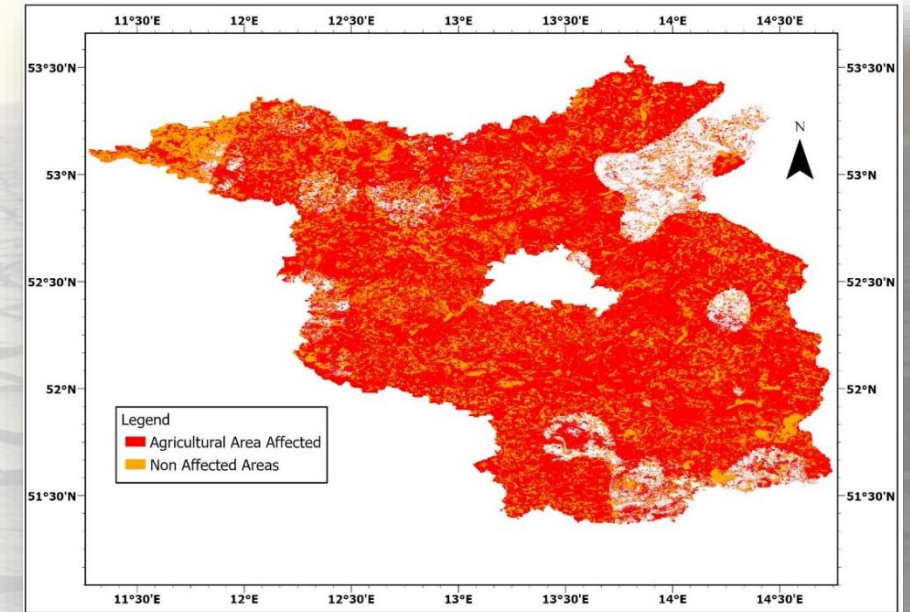 11°30'E 12°E 12°30'E 13°E 13°30'E 14°E 14°30'E
53°30'N 53°30'N
N
53°N 53°N
52°30'N 52°30'N
52°N 52°N
Legend
Agricultural Area Affected
Non Affected Areas
51°30'N 51°30'N
11°30'E 12°E 12°30'E 13°E 13°30'E 14°E 14°30'E